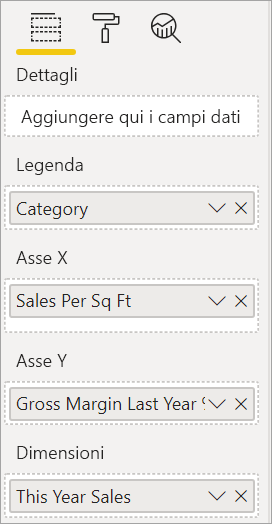 Dettagli
Aggiungere qui i campi dati
Legenda
Category
Asse X
Sales Per Sq Ft
Asse Y
Gross Margin Last Year %
Dimensioni
This Year Sales